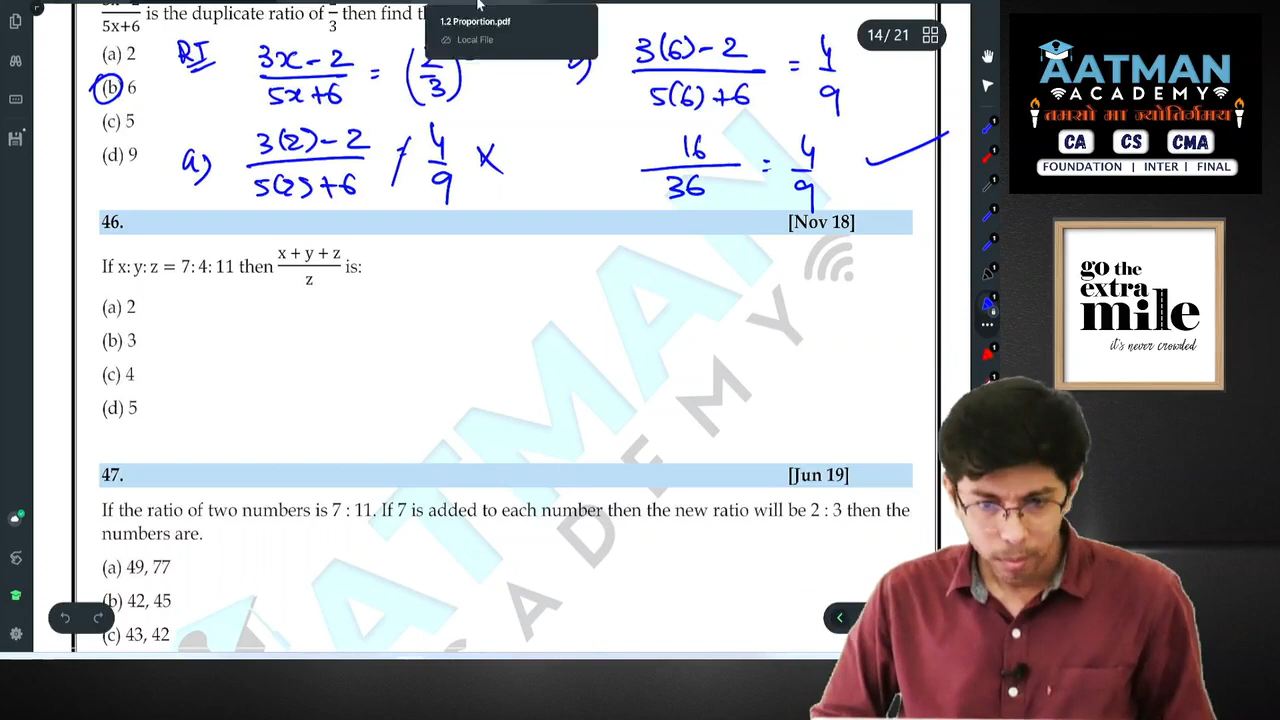 is the duplicate ratio of
then find
5x+6
3
1.2 Proportion.pdf
Local File
14/21
(a) 2
(b) 6
(c) 5
(d) 9
RI 3x-2 / 5x+6 = (2/3)
3(6)-2 / 5(6)+6 = 4/9
a) 3(2)-2 / 5(2)+6 ≠ 4/9 ×
16/36 = 4/9
46. [Nov 18]
If x: y: z = 7: 4: 11 then x + y + z / z is:
(a) 2
(b) 3
(c) 4
(d) 5
47. [Jun 19]
If the ratio of two numbers is 7 : 11. If 7 is added to each number then the new ratio will be 2 : 3 then the
numbers are.
(a) 49, 77
(b) 42, 45
(c) 43, 42
AATMAN
ACADEMY
AATMAN
ACADEMY
तमसो मा ज्योतिर्गमय
CA CS CMA
FOUNDATION | INTER | FINAL
go the
extra
mile
it's never crowded